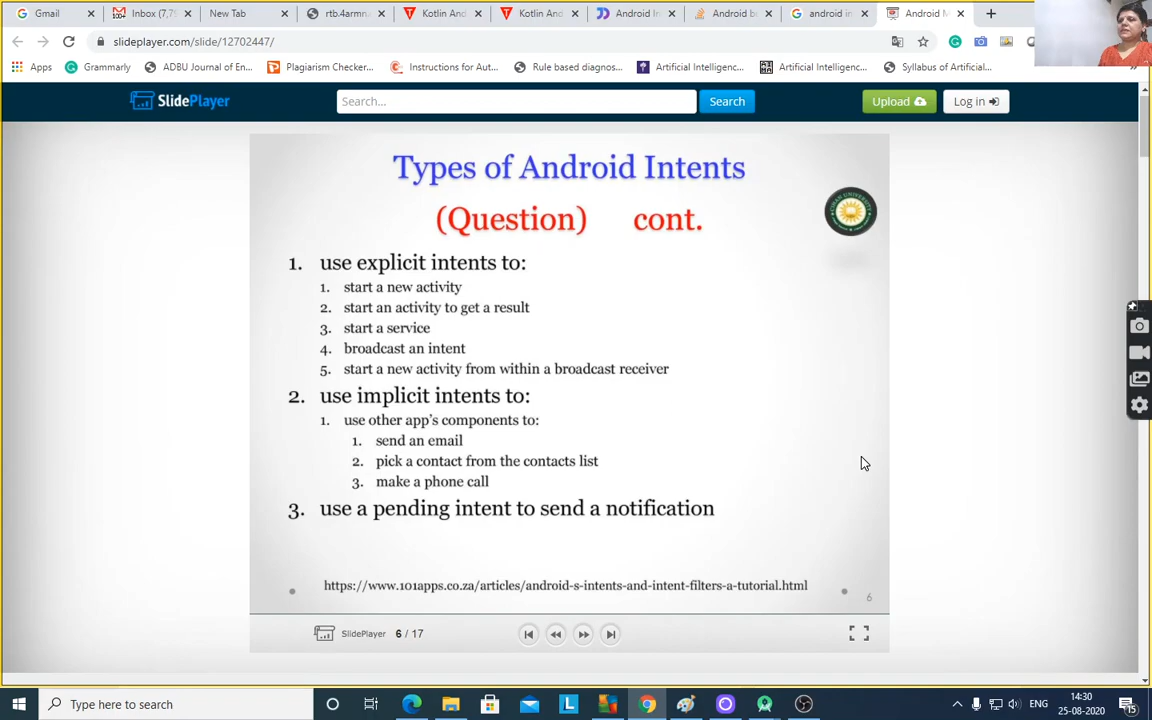 Gmail
Inbox (7,79
New Tab
rtb.4armn
Kotlin And
Kotlin And
Android In
Android be
android in
Android M
slideplayer.com/slide/12702447/
Apps
Grammarly
ADBU Journal of En...
Plagiarism Checker...
Instructions for Aut...
Rule based diagnos...
Artificial Intelligenc...
Artificial Intelligenc...
Syllabus of Artificial...
SlidePlayer
Search...
Search
Upload
Log in
Types of Android Intents
(Question) cont.
1. use explicit intents to:
1. start a new activity
2. start an activity to get a result
3. start a service
4. broadcast an intent
5. start a new activity from within a broadcast receiver
2. use implicit intents to:
1. use other app's components to:
1. send an email
2. pick a contact from the contacts list
3. make a phone call
3. use a pending intent to send a notification
https://www.101apps.co.za/articles/android-s-intents-and-intent-filters-a-tutorial.html
6
SlidePlayer 6 / 17
Type here to search
ENG
14:30
25-08-2020
15